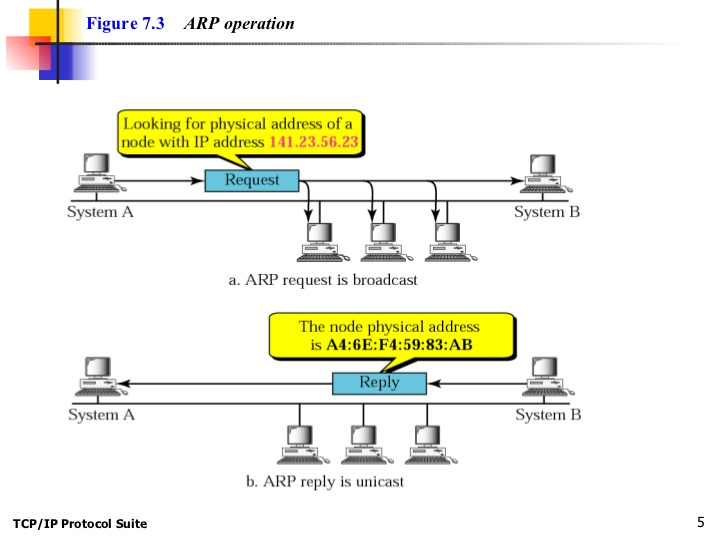 Figure 7.3 ARP operation
Looking for physical address of a
node with IP address 141.23.56.23
Request
System A
System B
a. ARP request is broadcast
The node physical address
is A4:6E:F4:59:83:AB
Reply
System A
System B
b. ARP reply is unicast
TCP/IP Protocol Suite
5